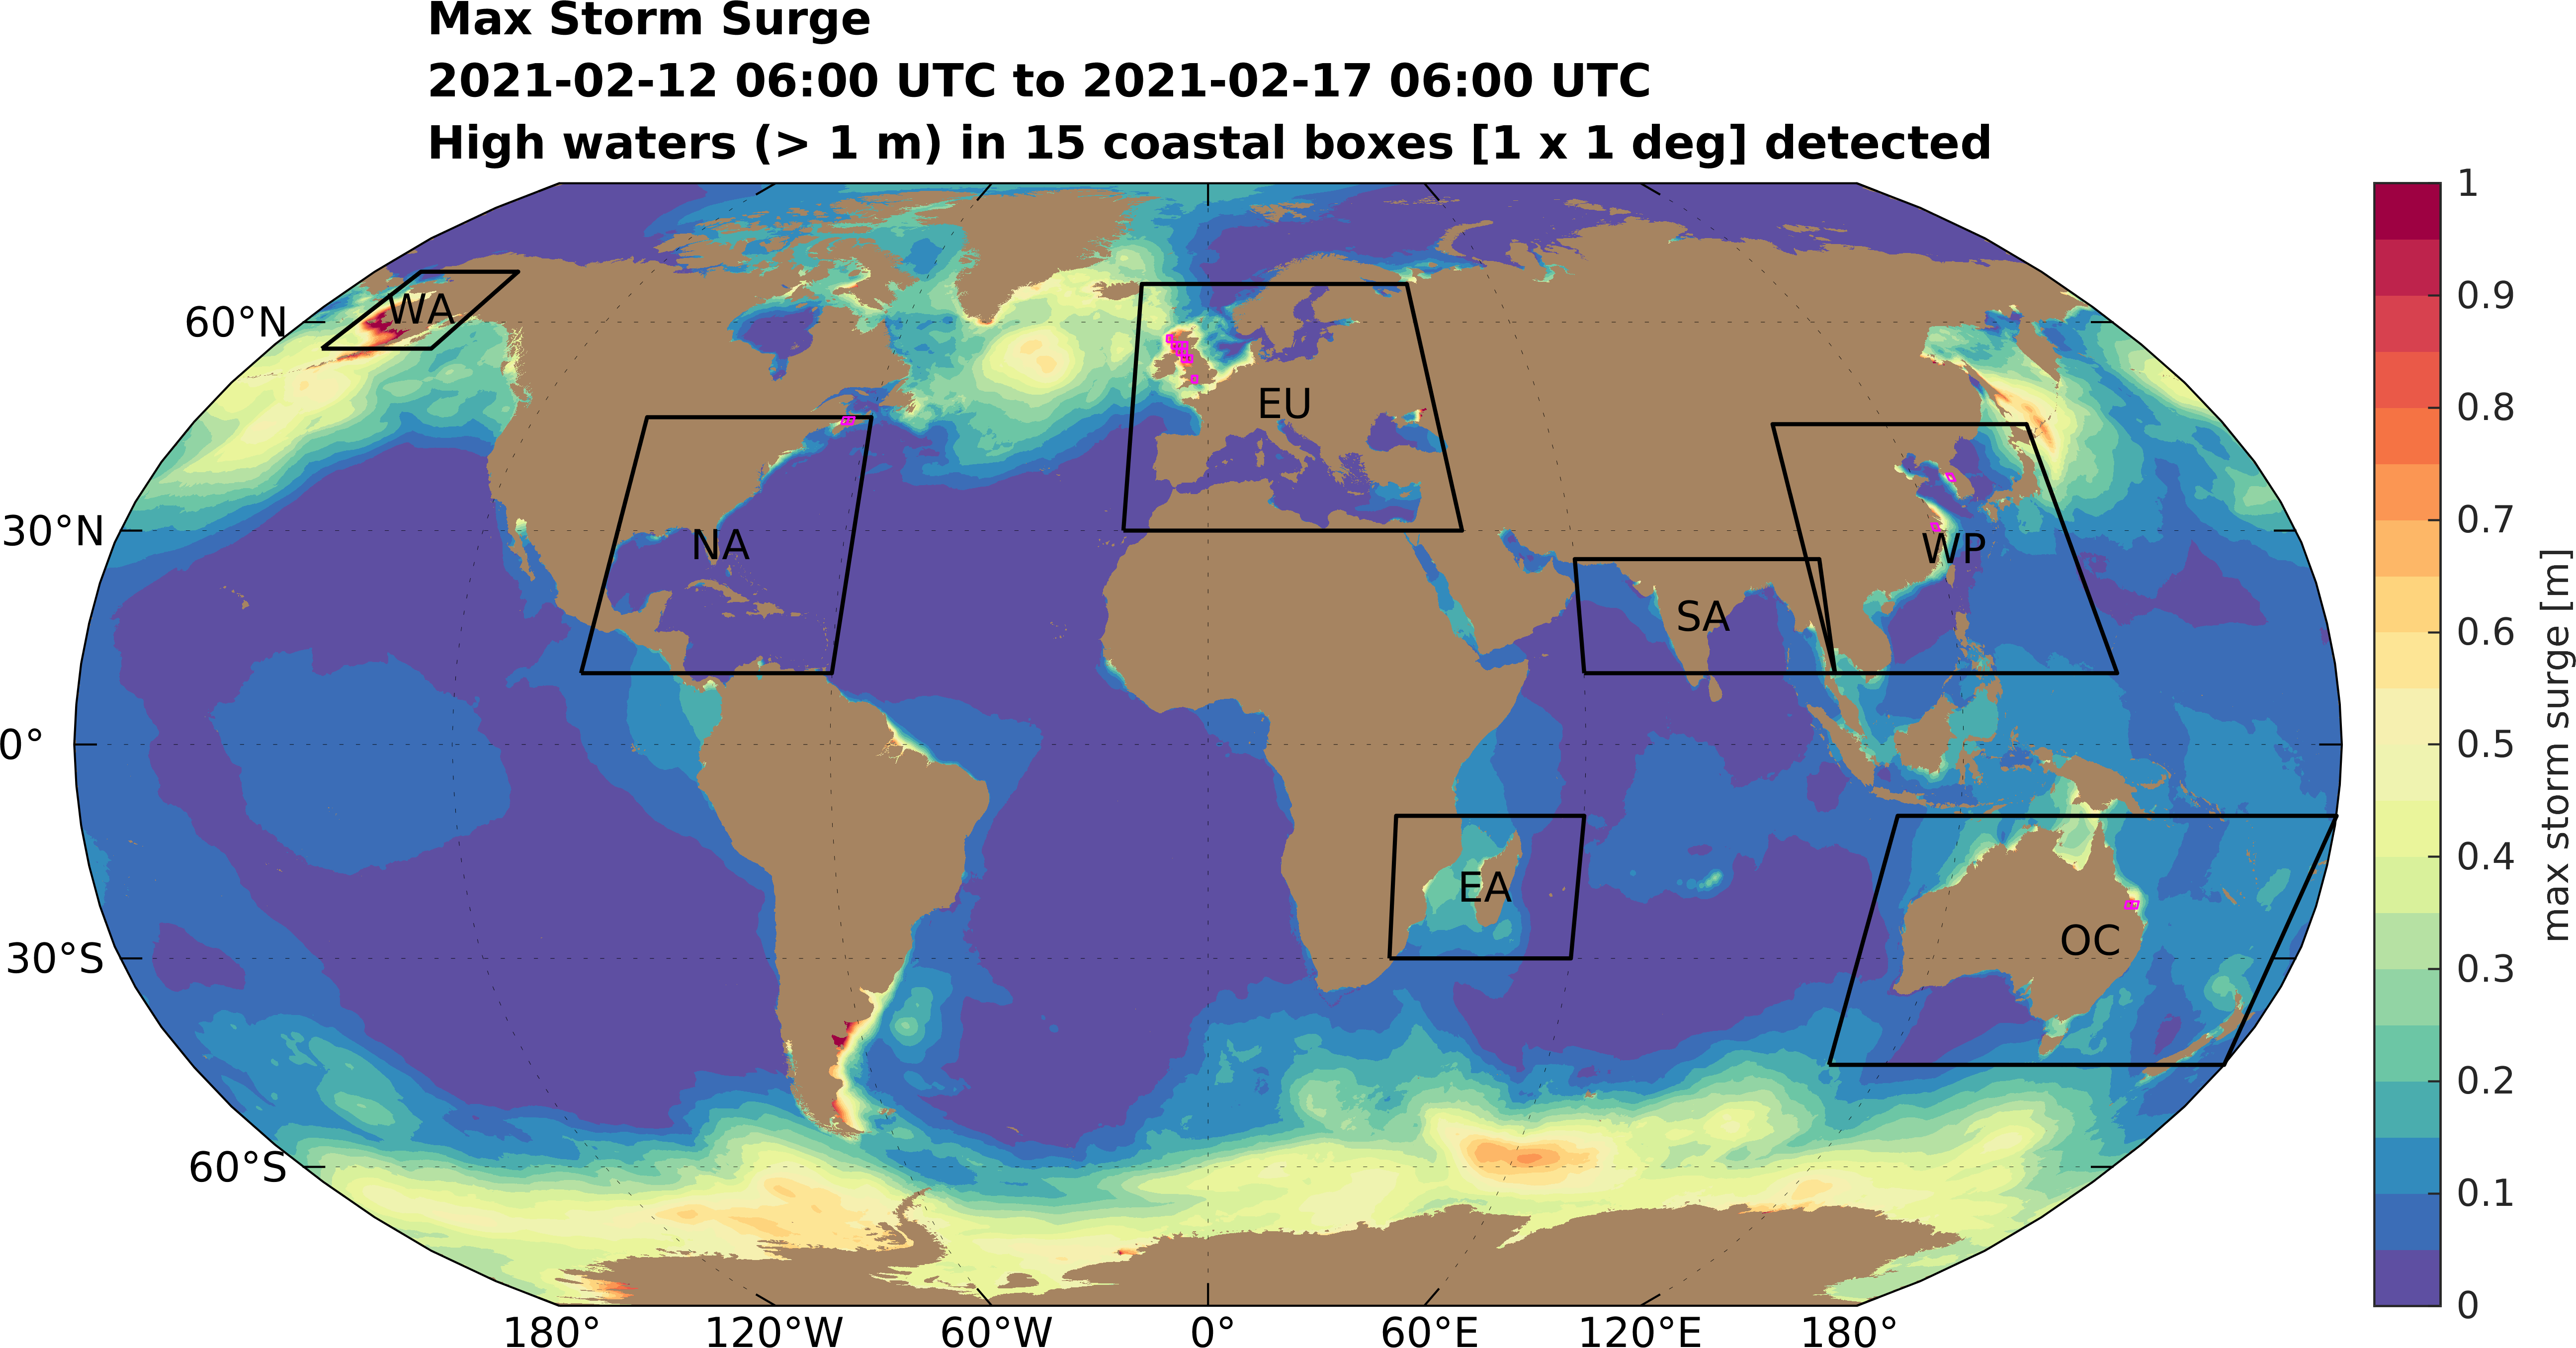 Max Storm Surge
2021-02-12 06:00 UTC to 2021-02-17 06:00 UTC
High waters (> 1 m) in 15 coastal boxes [1 x 1 deg] detected
60°N
30°N
0°
30°S
60°S
WA
NA
EU
SA
WP
EA
OC
180°
120°W
60°W
0°
60°E
120°E
180°
1
0.9
0.8
0.7
0.6
0.5
0.4
0.3
0.2
0.1
0
max storm surge [m]